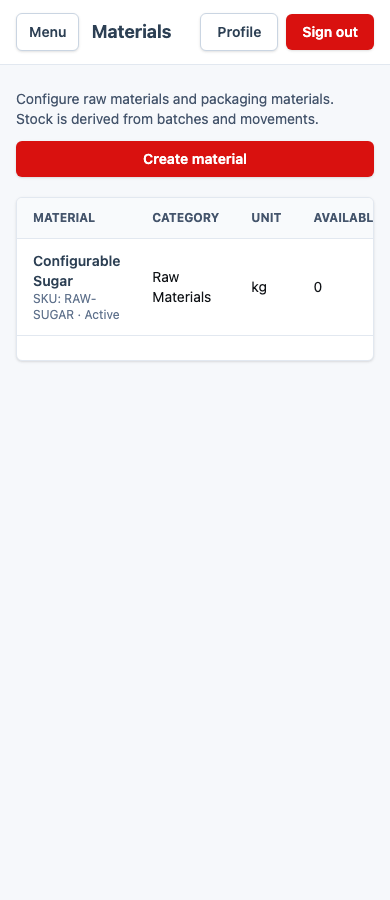 Menu Materials Profile Sign out
Configure raw materials and packaging materials.
Stock is derived from batches and movements.
Create material
MATERIAL CATEGORY UNIT AVAILABL
Configurable
Sugar
SKU: RAW-
SUGAR · Active
Raw
Materials
kg
0